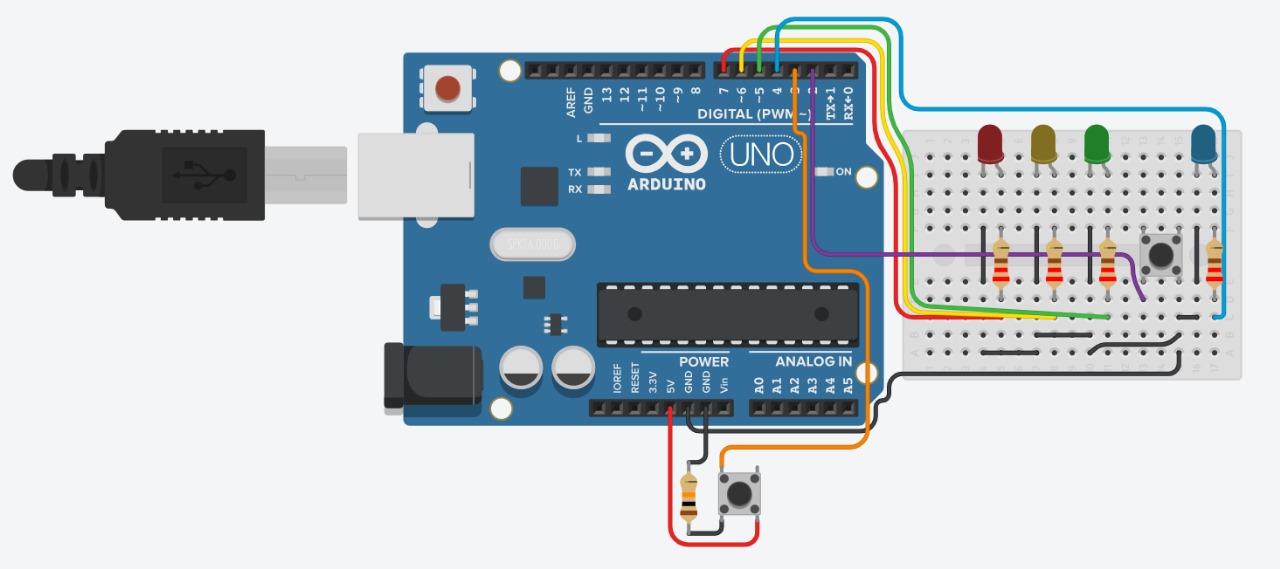 AREF
GND
13
12
~11
~10
~9
8
7
~6
~5
4
3
2
TX→1
RX←0
DIGITAL (PWM~)
L
TX
RX
UNO
ARDUINO
ON
SPK16.000G
POWER
ANALOG IN
IOREF
RESET
3.3V
5V
GND
GND
Vin
A0
A1
A2
A3
A4
A5